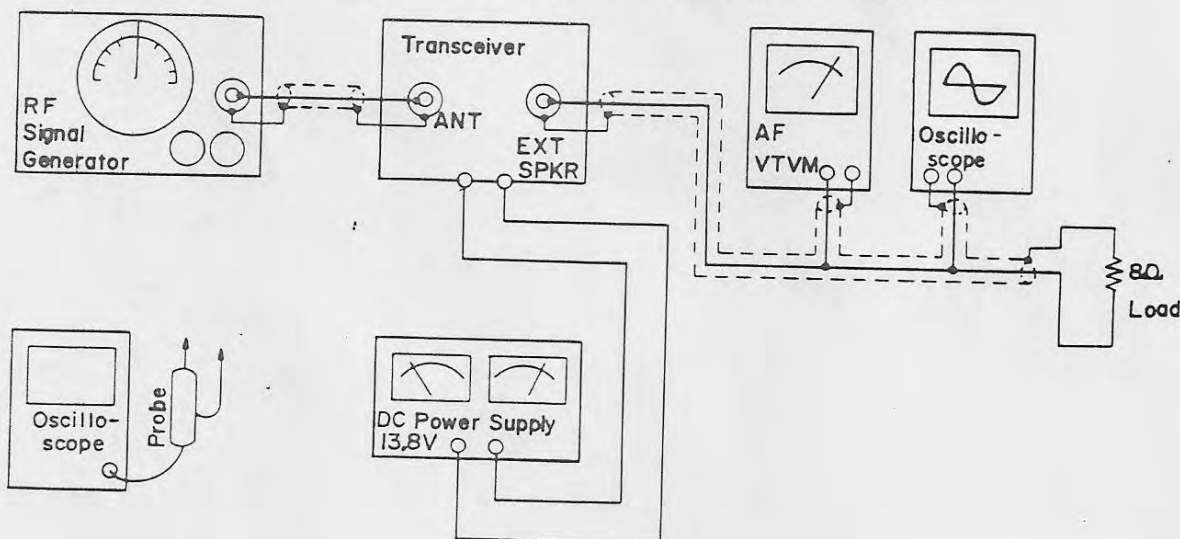 RF
Signal
Generator
Transceiver
ANT
EXT
SPKR
AF
VTVM
Oscillo-
scope
8Ω
Load
Oscillo-
scope
Probe
DC Power Supply
13.8V